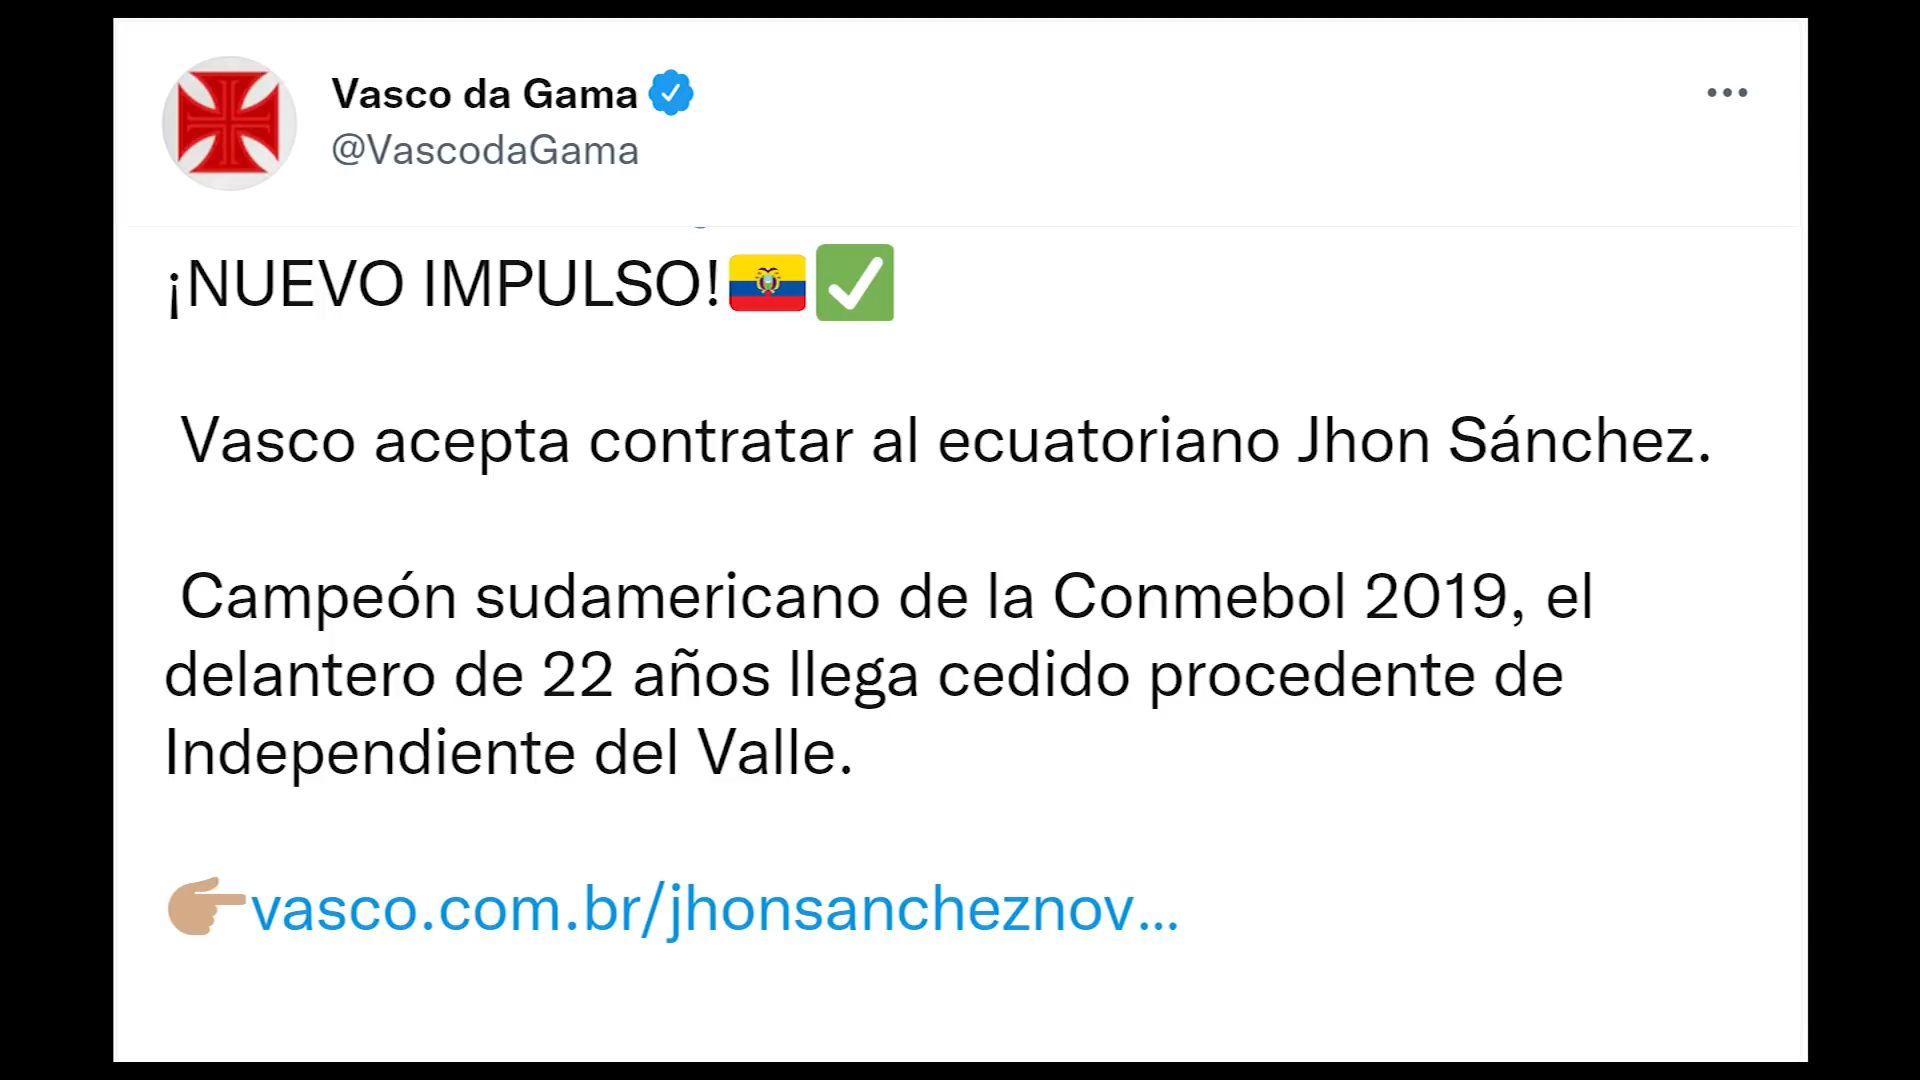 Vasco da Gama
@VascodaGama
¡NUEVO IMPULSO!🇪🇨✅
Vasco acepta contratar al ecuatoriano Jhon Sánchez.
Campeón sudamericano de la Conmebol 2019, el
delantero de 22 años llega cedido procedente de
Independiente del Valle.
👉🏽vasco.com.br/jhonsancheznov...